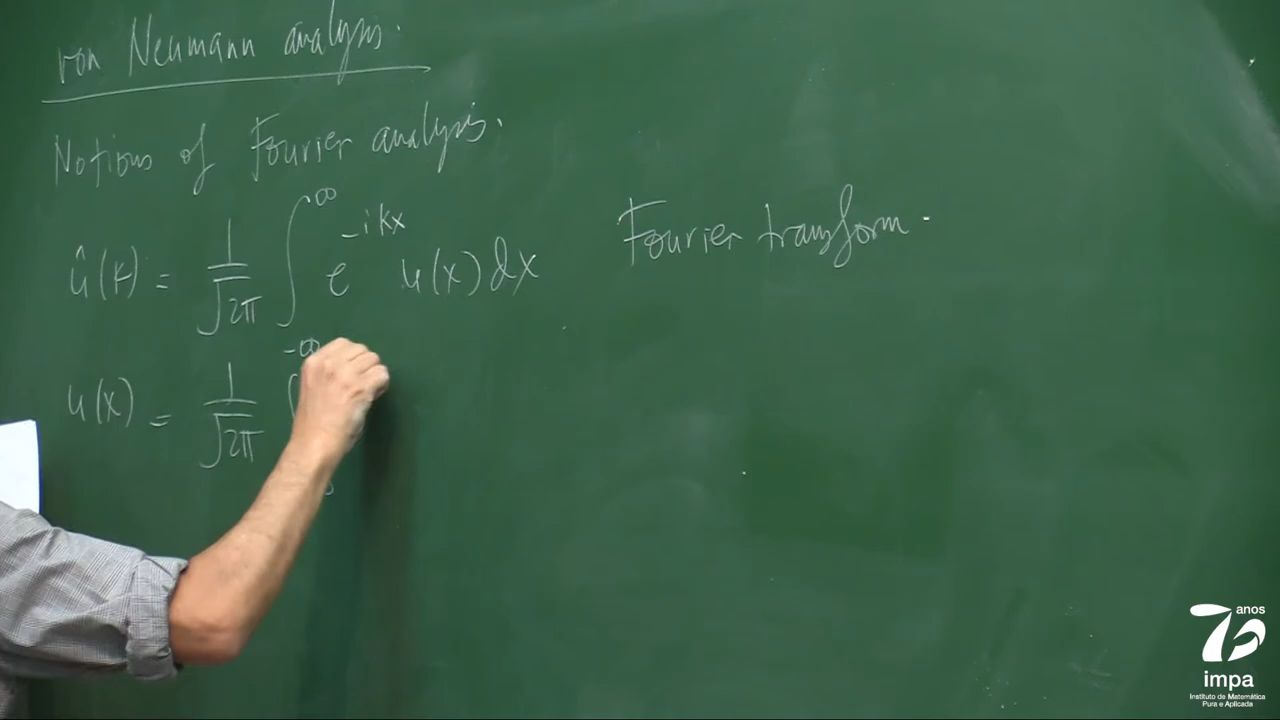 von Neumann analysis.
Notions of Fourier analysis.
û(k) = 1/√2π ∫_{-∞}^{∞} e^{-ikx} u(x) dx Fourier transform.
u(x) = 1/√2π ∫
75 anos
impa
Instituto de Matemática
Pura e Aplicada